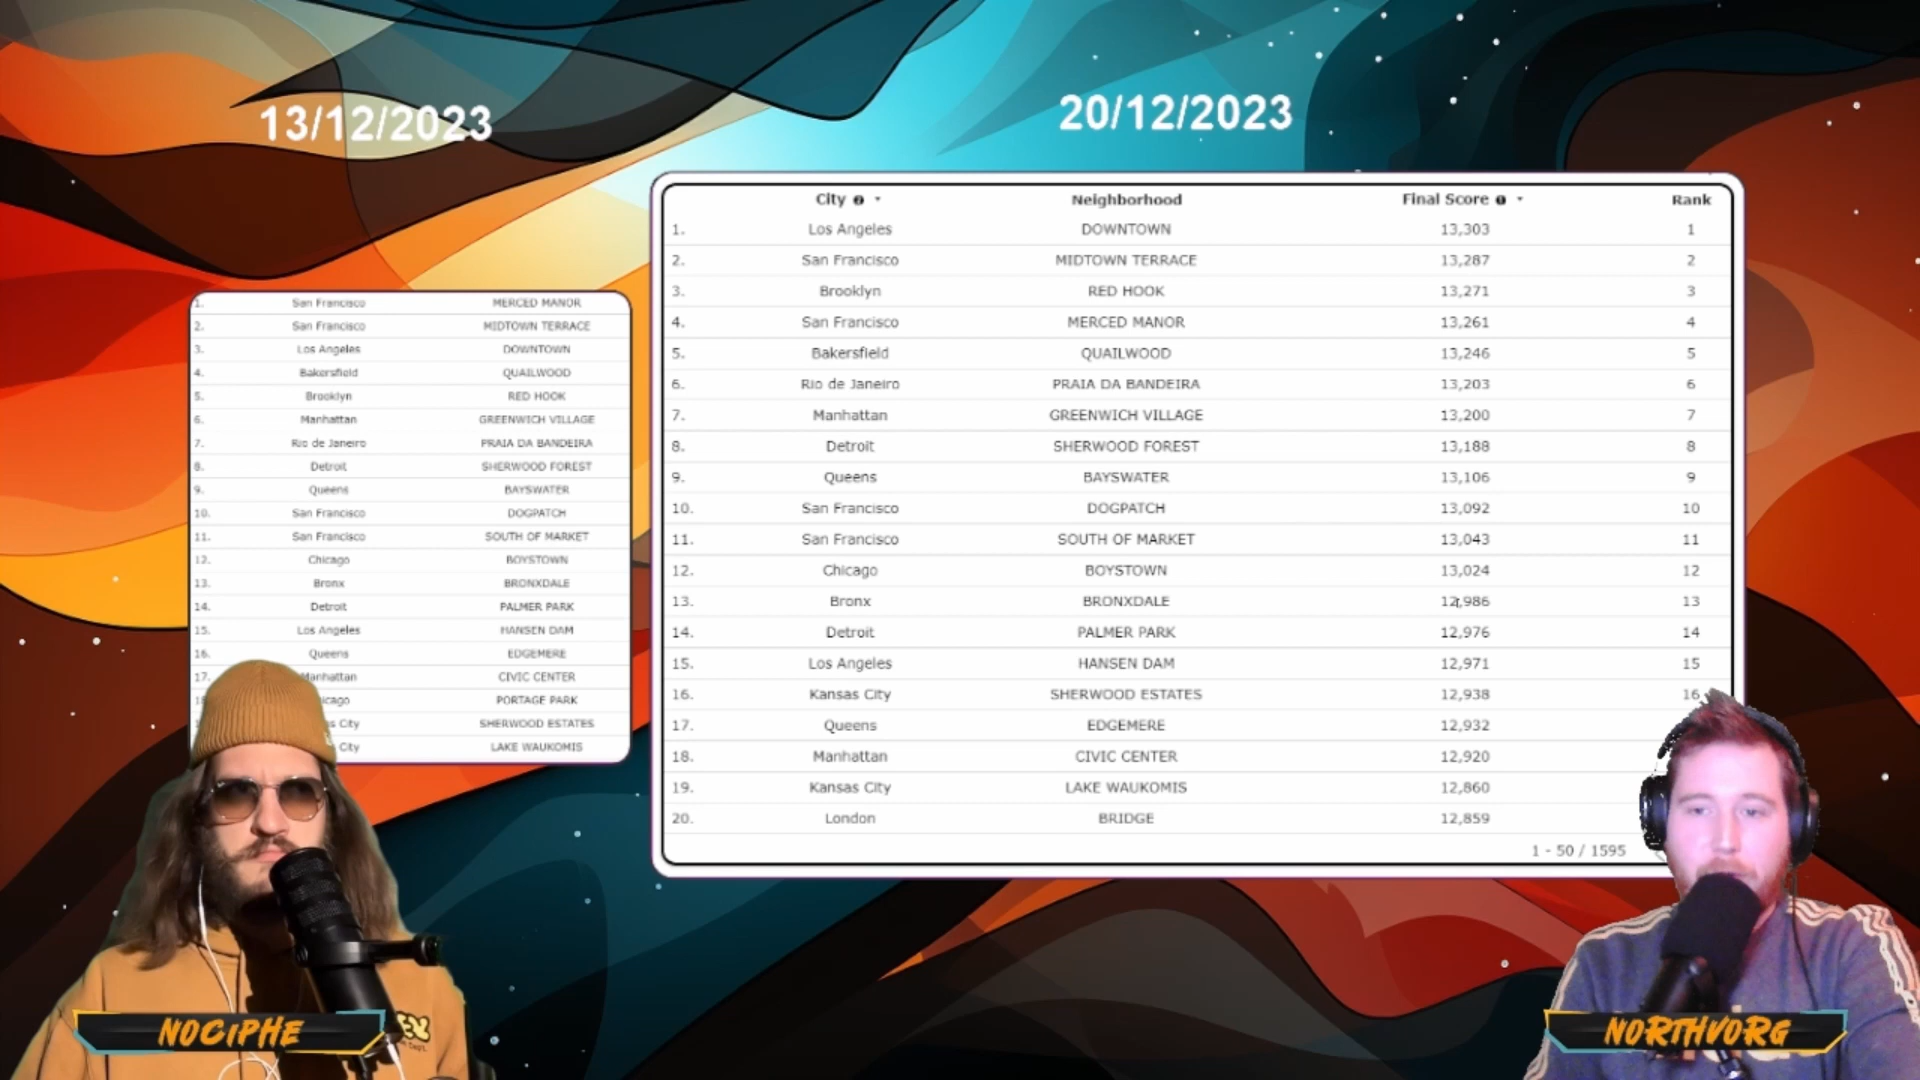 13/12/2023
1. San Francisco MERCED MANOR
2. San Francisco MIDTOWN TERRACE
3. Los Angeles DOWNTOWN
4. Bakersfield QUAILWOOD
5. Brooklyn RED HOOK
6. Manhattan GREENWICH VILLAGE
7. Rio de Janeiro PRAIA DA BANDEIRA
8. Detroit SHERWOOD FOREST
9. Queens BAYSWATER
10. San Francisco DOGPATCH
11. San Francisco SOUTH OF MARKET
12. Chicago BOYSTOWN
13. Bronx BRONXDALE
14. Detroit PALMER PARK
15. Los Angeles HANSEN DAM
16. Queens EDGEMERE
17. Manhattan CIVIC CENTER
PORTAGE PARK
City SHERWOOD ESTATES
City LAKE WAUKOMIS
20/12/2023
City Neighborhood Final Score Rank
1. Los Angeles DOWNTOWN 13,303 1
2. San Francisco MIDTOWN TERRACE 13,287 2
3. Brooklyn RED HOOK 13,271 3
4. San Francisco MERCED MANOR 13,261 4
5. Bakersfield QUAILWOOD 13,246 5
6. Rio de Janeiro PRAIA DA BANDEIRA 13,203 6
7. Manhattan GREENWICH VILLAGE 13,200 7
8. Detroit SHERWOOD FOREST 13,188 8
9. Queens BAYSWATER 13,106 9
10. San Francisco DOGPATCH 13,092 10
11. San Francisco SOUTH OF MARKET 13,043 11
12. Chicago BOYSTOWN 13,024 12
13. Bronx BRONXDALE 12,986 13
14. Detroit PALMER PARK 12,976 14
15. Los Angeles HANSEN DAM 12,971 15
16. Kansas City SHERWOOD ESTATES 12,938 16
17. Queens EDGEMERE 12,932
18. Manhattan CIVIC CENTER 12,920
19. Kansas City LAKE WAUKOMIS 12,860
20. London BRIDGE 12,859
1 - 50 / 1595
NOCIPHE
NORTHVORG